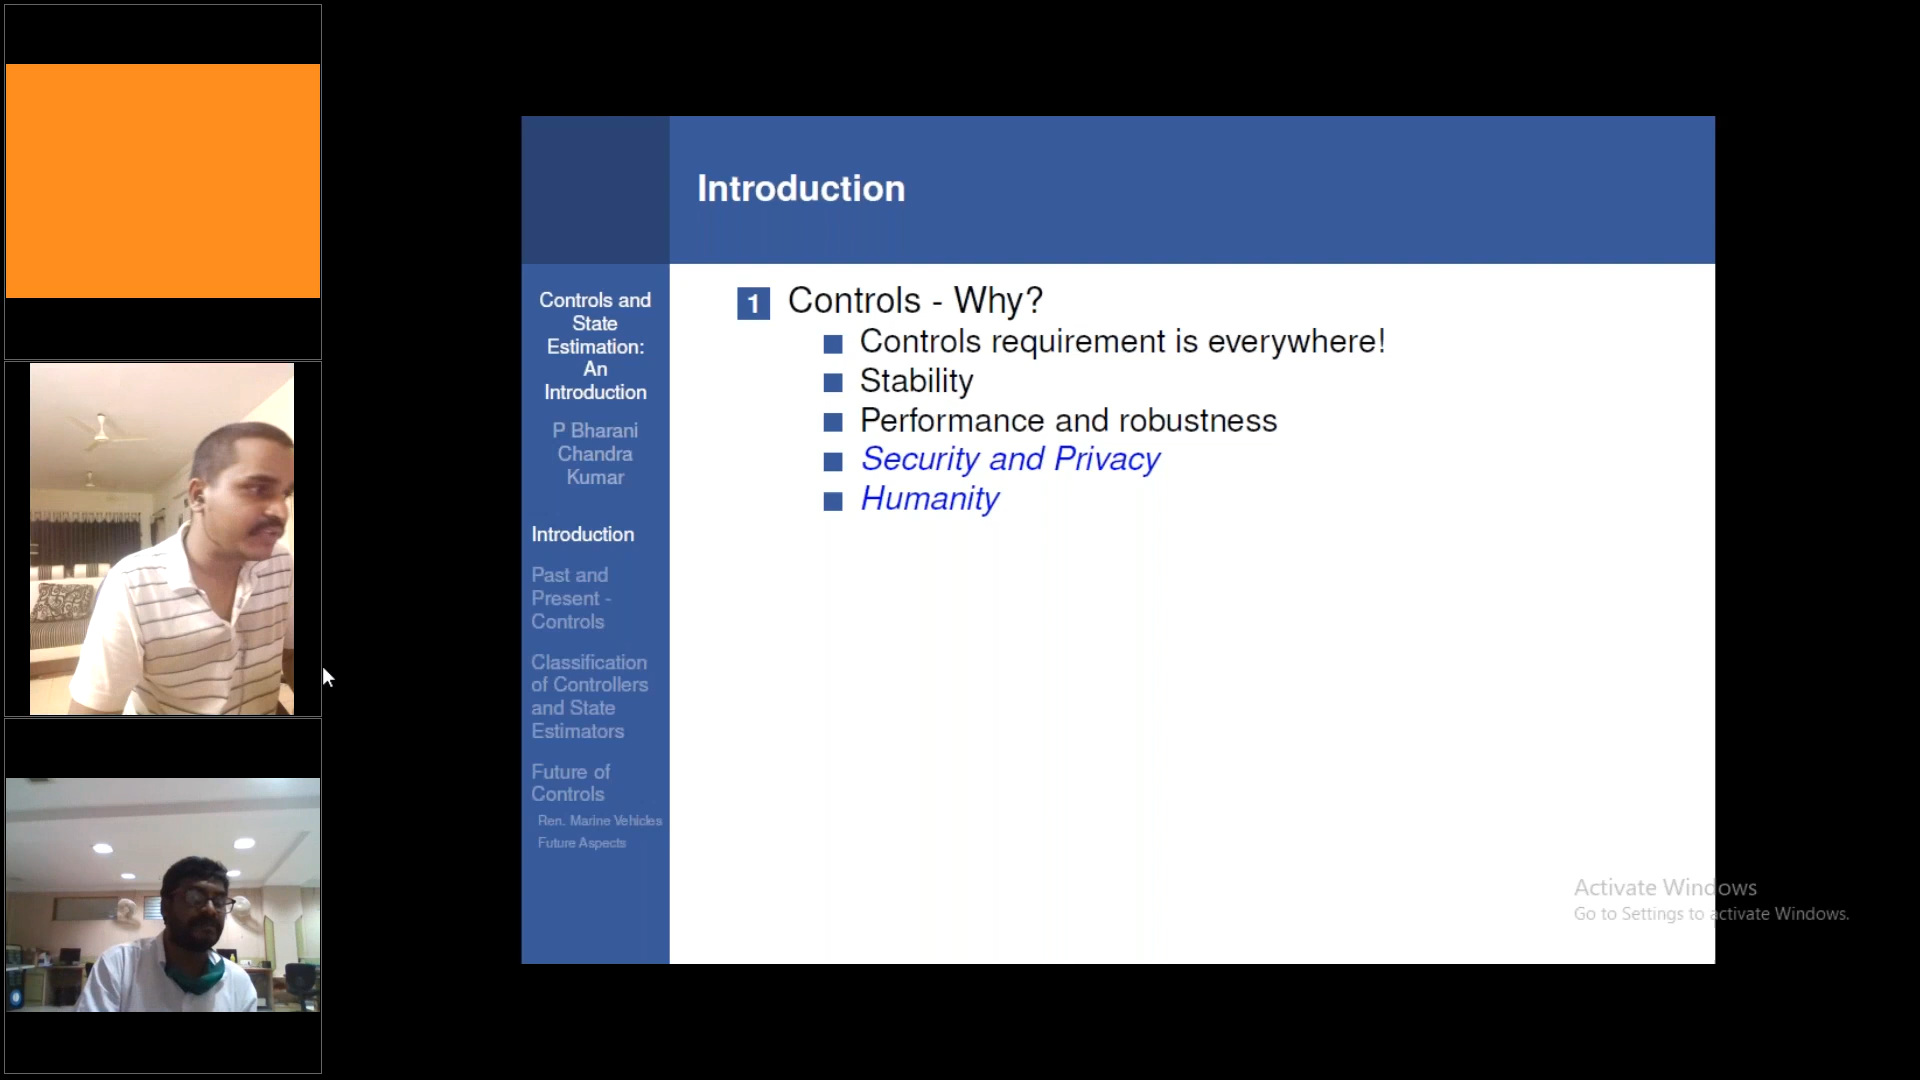 Introduction
Controls and
State
Estimation:
An
Introduction
P Bharani
Chandra
Kumar
Introduction
Past and
Present -
Controls
Classification
of Controllers
and State
Estimators
Future of
Controls
Ren. Marine Vehicles
Future Aspects
1 Controls - Why?
Controls requirement is everywhere!
Stability
Performance and robustness
Security and Privacy
Humanity
Activate Windows
Go to Settings to activate Windows.